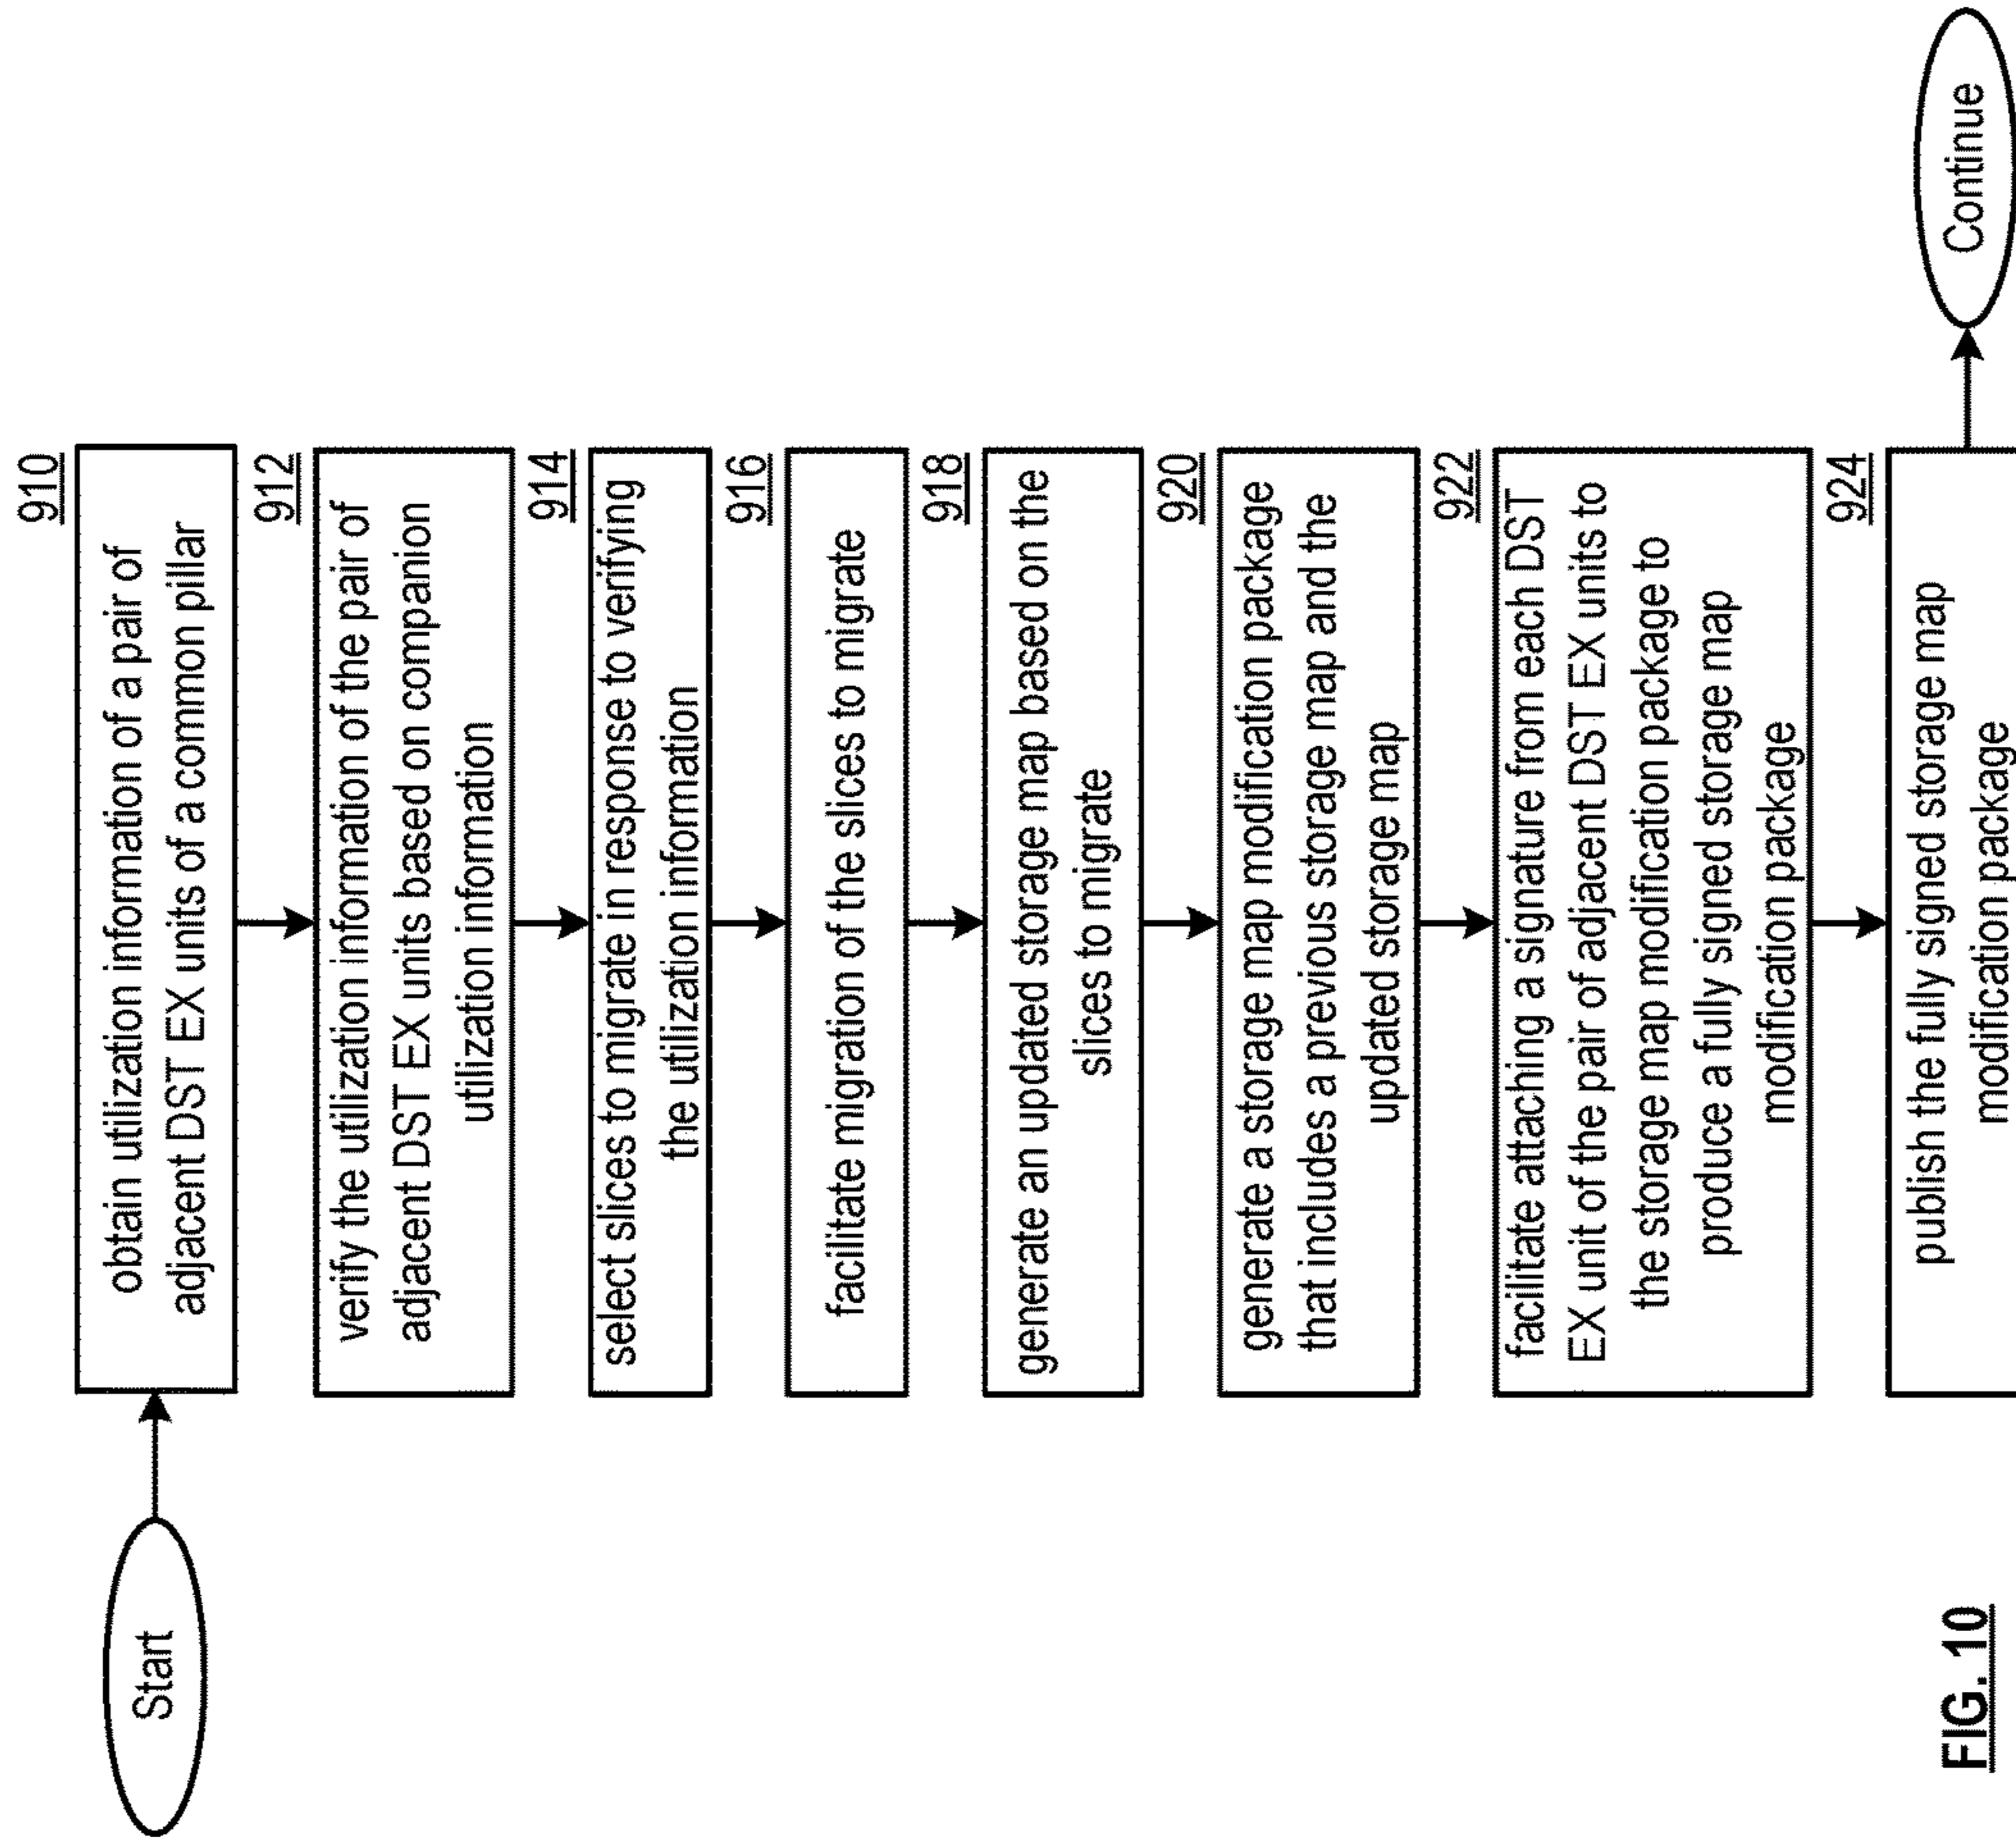 Start
910
obtain utilization information of a pair of
adjacent DST EX units of a common pillar
912
verify the utilization information of the pair of
adjacent DST EX units based on companion
utilization information
914
select slices to migrate in response to verifying
the utilization information
916
facilitate migration of the slices to migrate
918
generate an updated storage map based on the
slices to migrate
920
generate a storage map modification package
that includes a previous storage map and the
updated storage map
922
facilitate attaching a signature from each DST
EX unit of the pair of adjacent DST EX units to
the storage map modification package to
produce a fully signed storage map
modification package
924
publish the fully signed storage map
modification package
Continue
FIG. 10